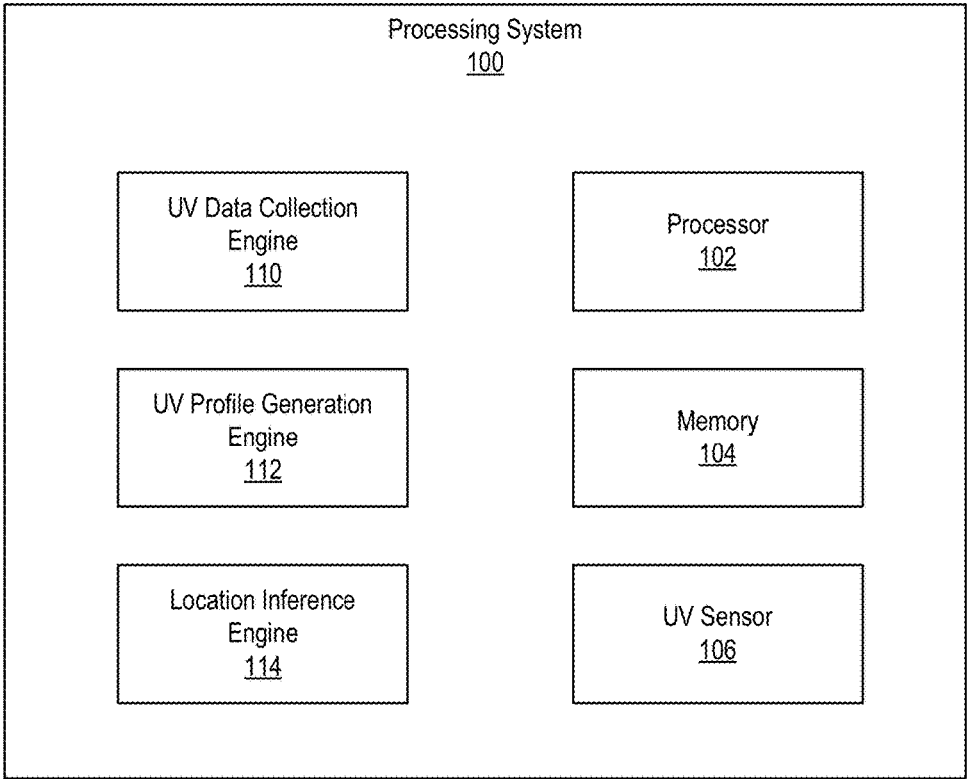 Processing System
100
UV Data Collection
Engine
110
Processor
102
UV Profile Generation
Engine
112
Memory
104
Location Inference
Engine
114
UV Sensor
106